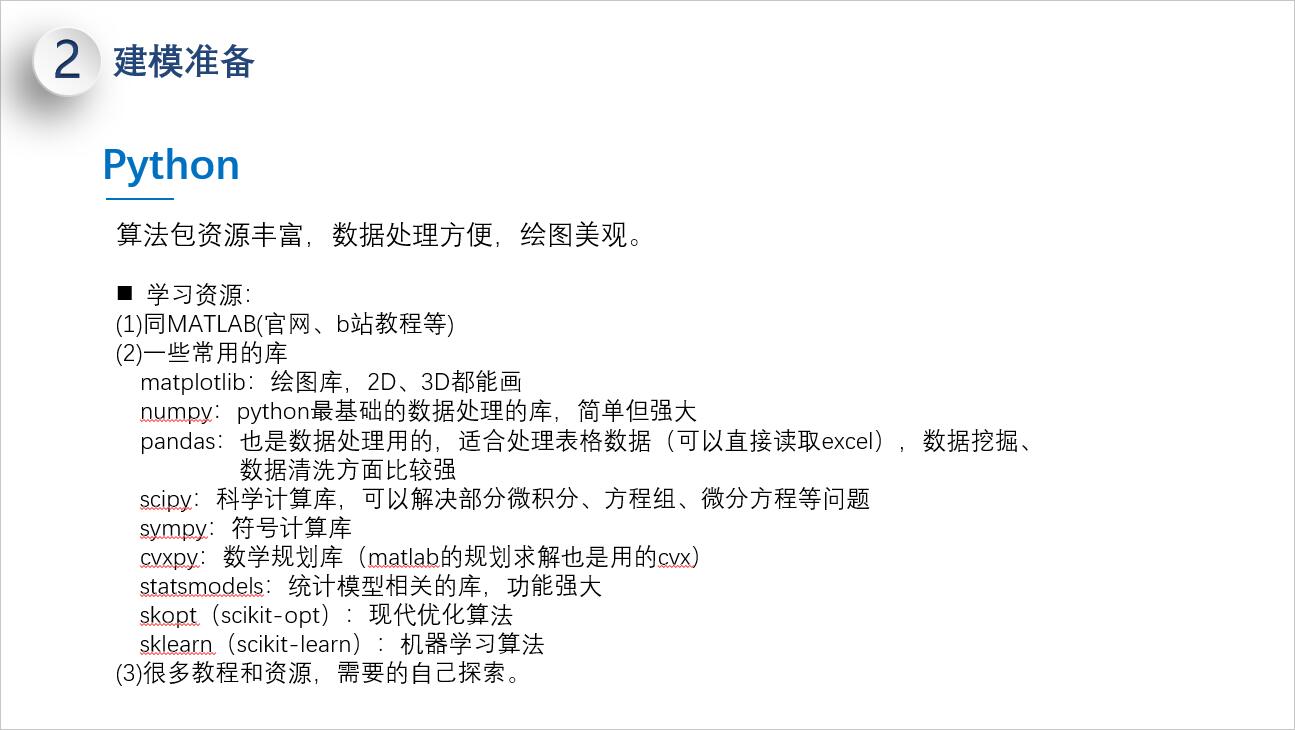 2 建模准备
Python
算法包资源丰富，数据处理方便，绘图美观。
■ 学习资源：
(1)同MATLAB(官网、b站教程等)
(2)一些常用的库
matplotlib：绘图库，2D、3D都能画
numpy：python最基础的数据处理的库，简单但强大
pandas：也是数据处理用的，适合处理表格数据（可以直接读取excel），数据挖掘、
数据清洗方面比较强
scipy：科学计算库，可以解决部分微积分、方程组、微分方程等问题
sympy：符号计算库
cvxpy：数学规划库（matlab的规划求解也是用的cvx）
statsmodels：统计模型相关的库，功能强大
skopt（scikit-opt）：现代优化算法
sklearn（scikit-learn）：机器学习算法
(3)很多教程和资源，需要的自己探索。